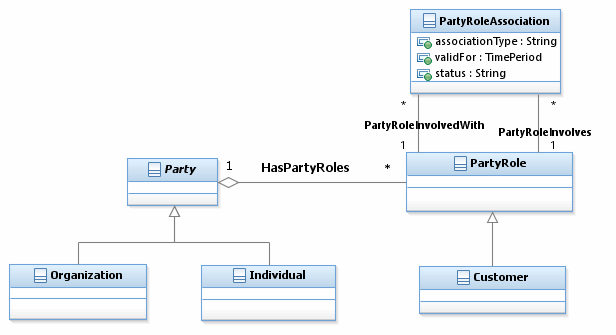 PartyRoleAssociation
associationType : String
validFor : TimePeriod
status : String
* *
PartyRoleInvolvedWith
PartyRoleInvolves
1 1
Party
1
HasPartyRoles
*
PartyRole
Organization
Individual
Customer